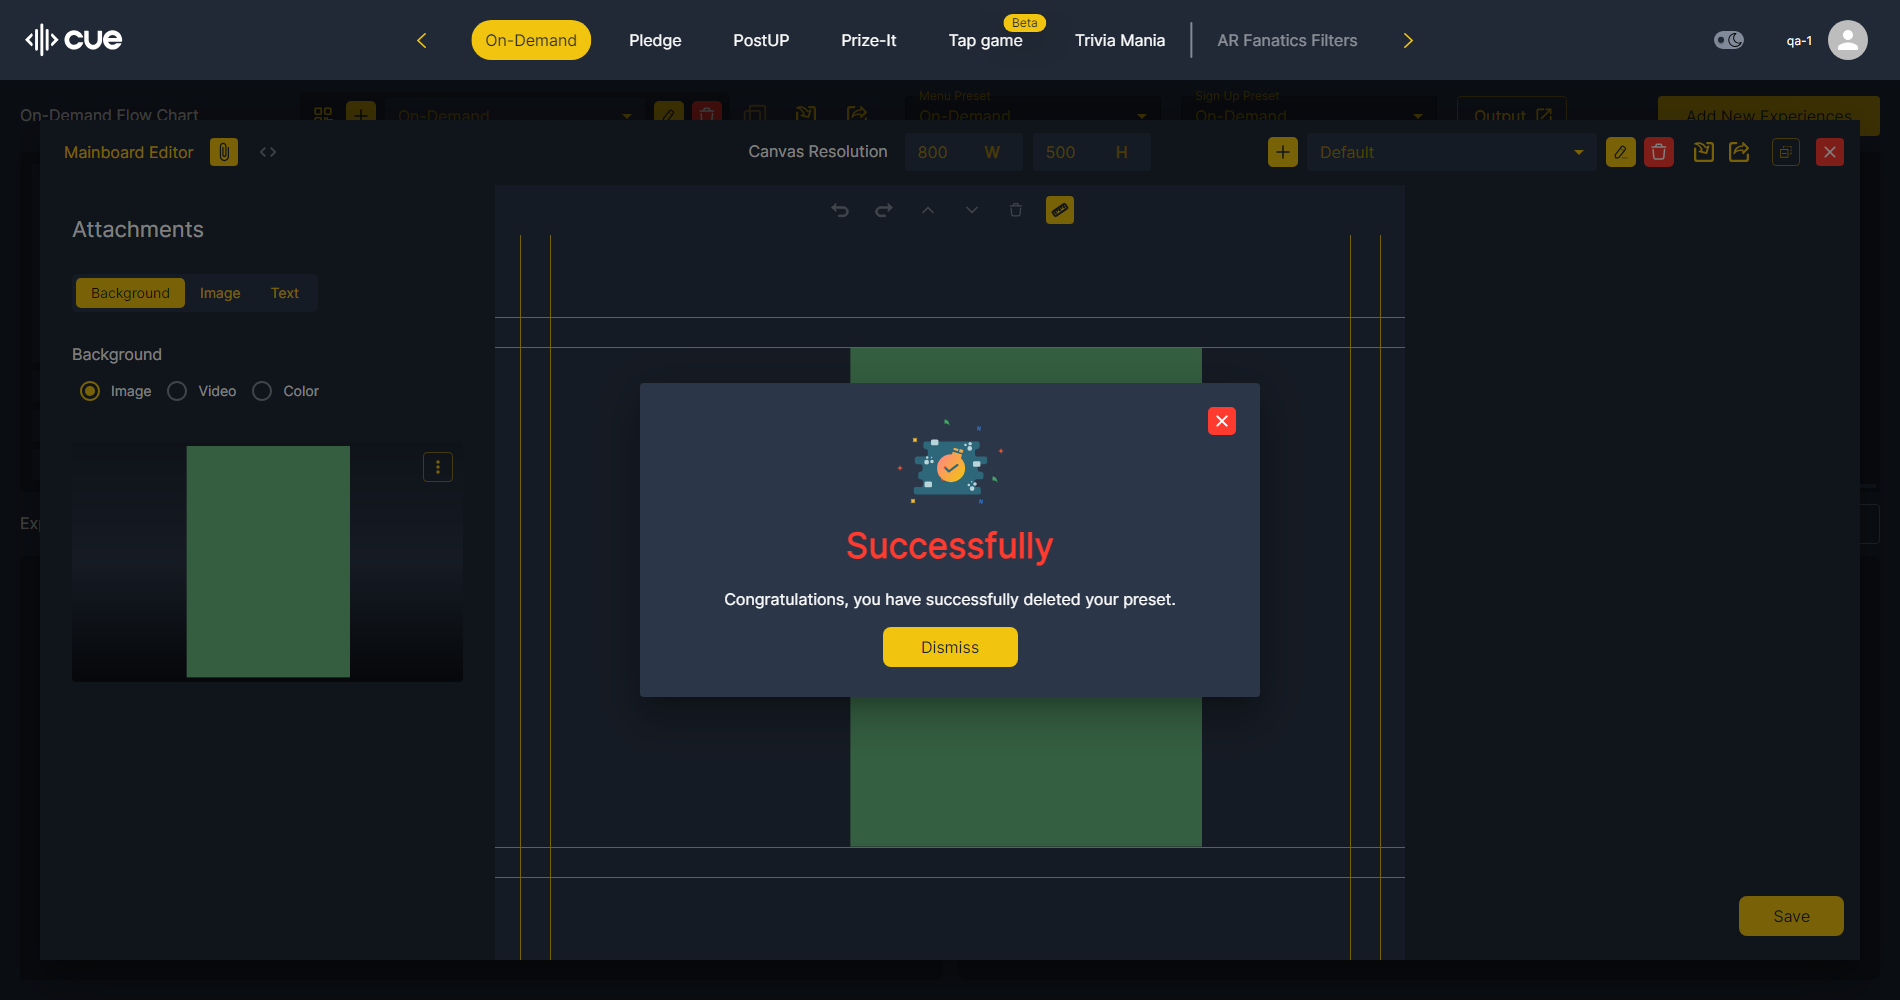 cue
On-Demand
Pledge
PostUP
Prize-It
Tap game
Beta
Trivia Mania
AR Fanatics Filters
qa-1
On-Demand Flow Chart
On-Demand
Menu Preset
On-Demand
Sign Up Preset
On-Demand
Output
Add New Experiences
Mainboard Editor
Canvas Resolution
800 W
500 H
Default
Attachments
Background
Image
Text
Background
Image
Video
Color
Successfully
Congratulations, you have successfully deleted your preset.
Dismiss
Save